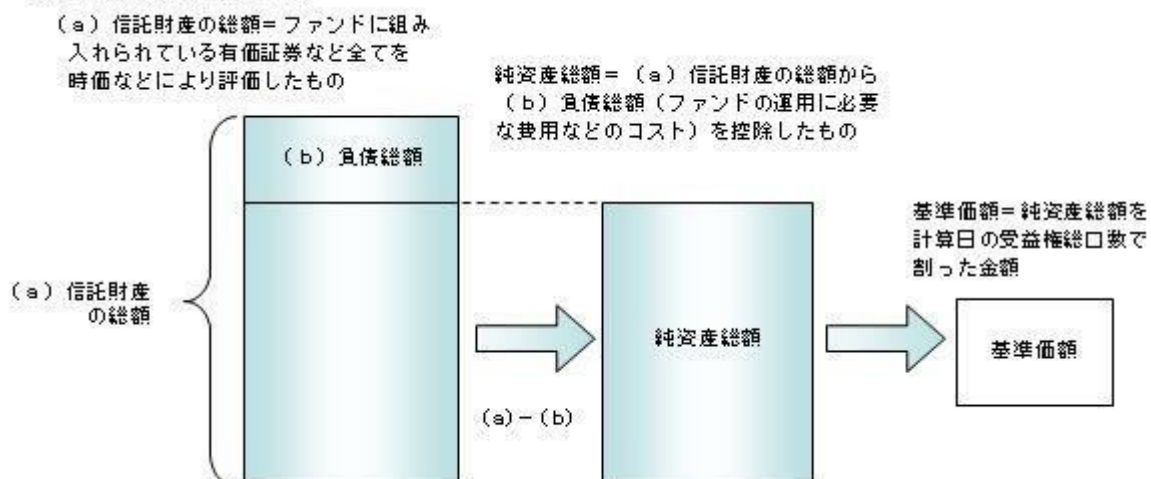 （a）信託財産の総額＝ファンドに組み
入れられている有価証券など全てを
時価などにより評価したもの
純資産総額＝（a）信託財産の総額から
（b）負債総額（ファンドの運用に必要
な費用などのコスト）を控除したもの
（b）負債総額
基準価額＝純資産総額を
計算日の受益権総口数で
割った金額
（a）信託財産
の総額
純資産総額
基準価額
（a）－（b）